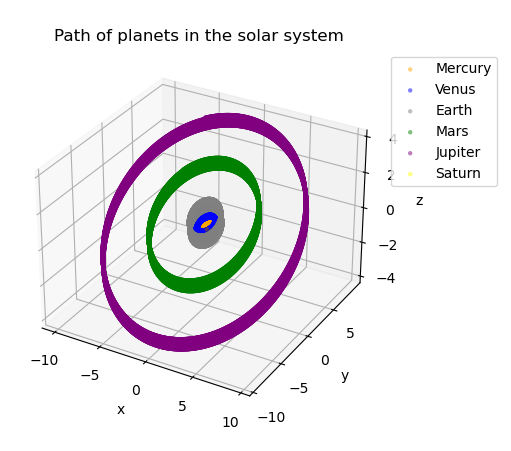 Path of planets in the solar system
Mercury
Venus
Earth
Mars
Jupiter
Saturn
4
2
0
−2
−4
z
−10
−5
0
5
10
x
−10
−5
0
5
y